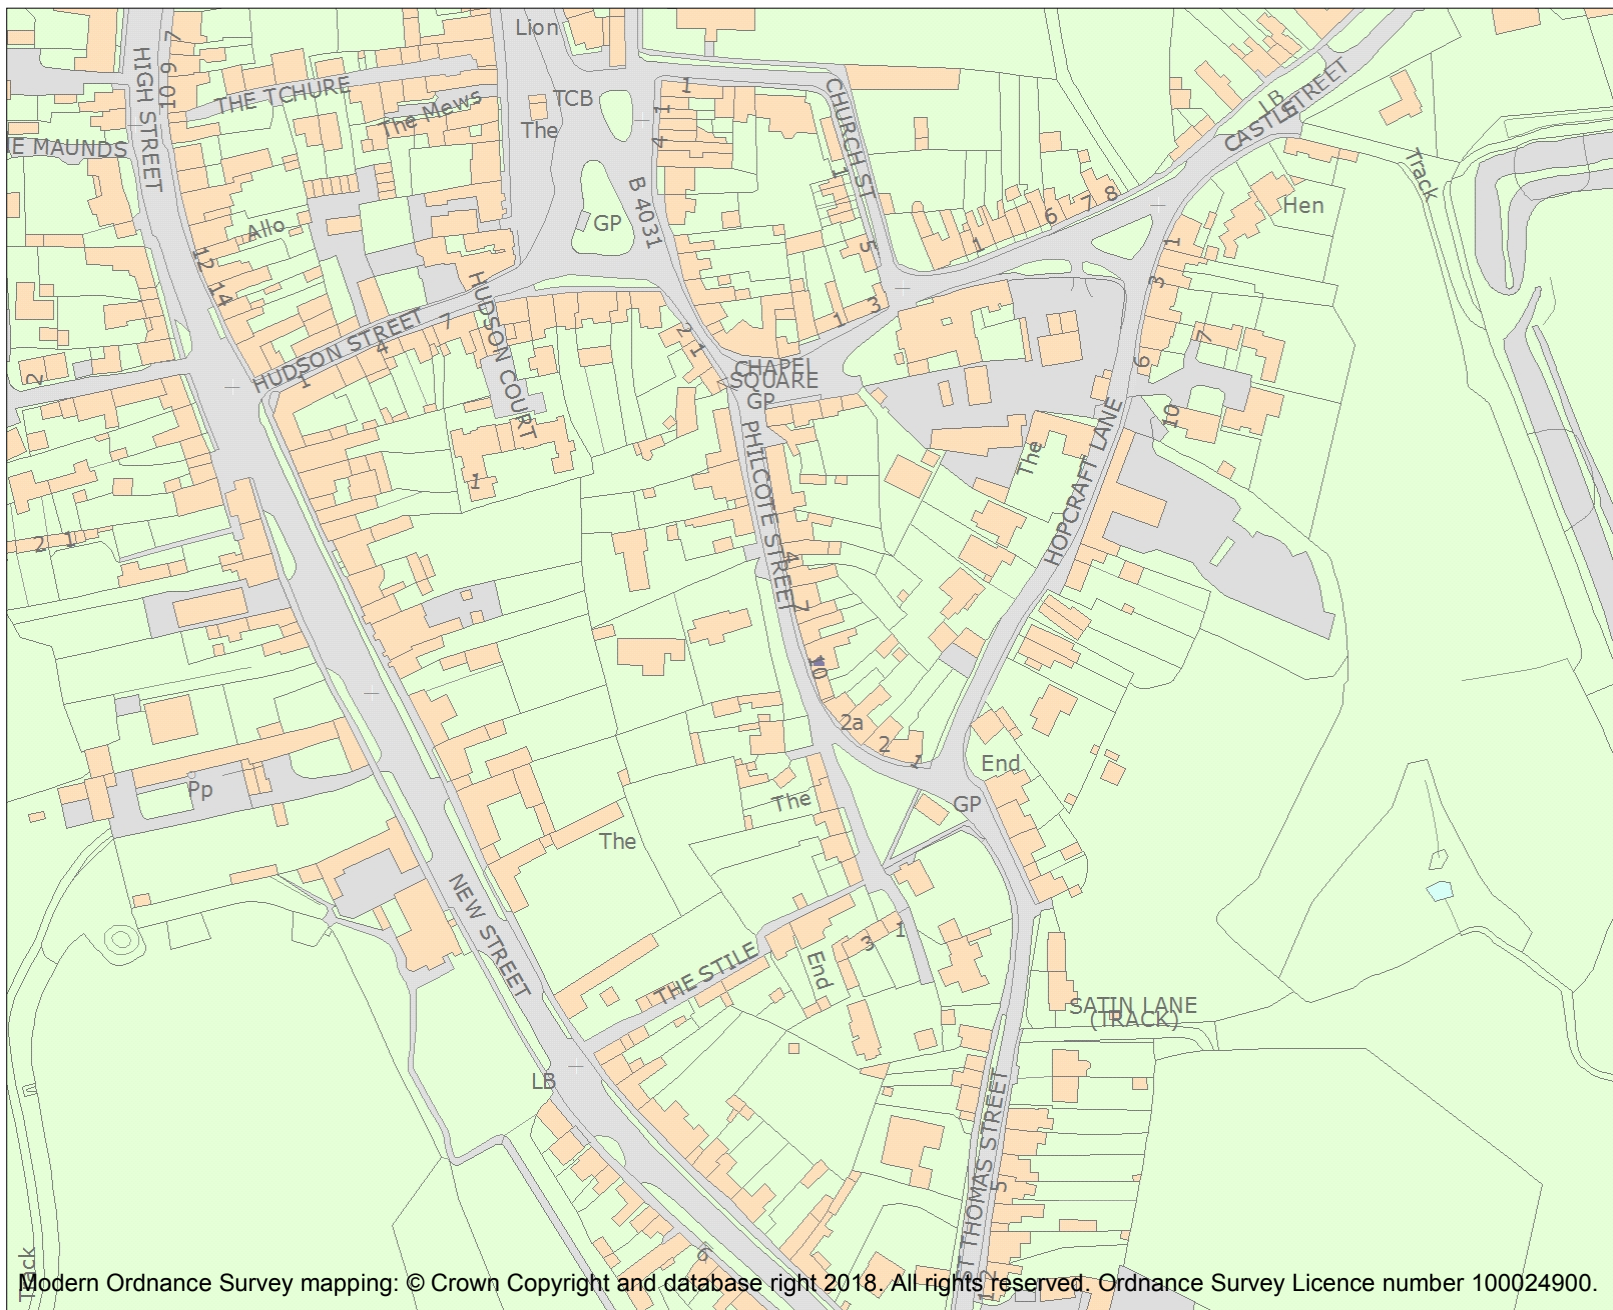 Lion
HIGH STREET
7
9
10
THE TCHURE
The Mews
TCB
The
1
1
4
CHURCH ST
LB
CASTLE STREET
E MAUNDS
Track
B 4031
GP
Allo
1
5
1
6
7
8
Hen
12
14
HUDSON STREET
1
4
7
HUDSON COURT
1
3
1
3
6
7
2
2
1
CHAPEL
SQUARE
GP
10
1
PHILCOTE STREET
The
HOPCRAFT LANE
2 1
4
7
10
2a
2
1
End
GP
Pp
The
The
NEW STREET
THE STILE
End
3
1
SATIN LANE
(TRACK)
LB
ST THOMAS STREET
5
12
6
Track
Modern Ordnance Survey mapping: © Crown Copyright and database right 2018. All rights reserved. Ordnance Survey Licence number 100024900.